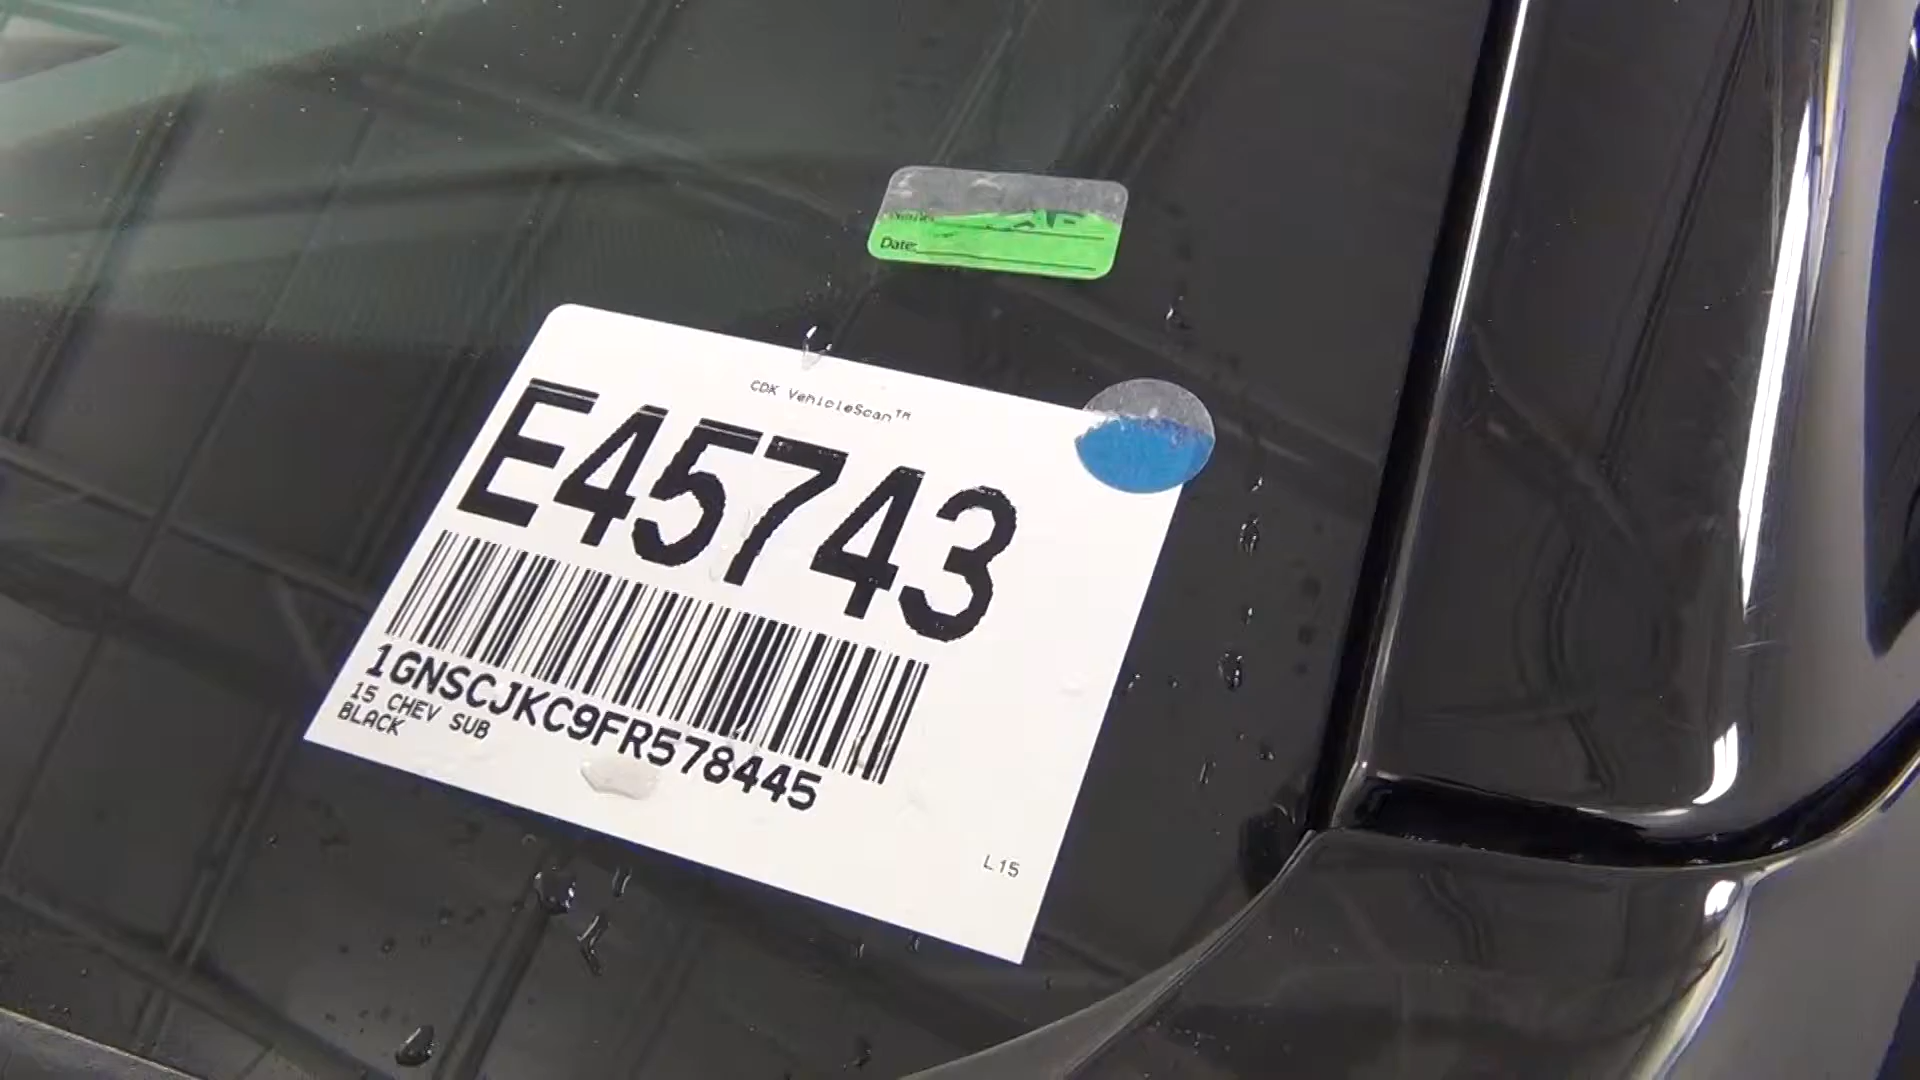 Date:
CDK VehicleScan™
E45743
1GNSCJKC9FR578445
15 CHEV SUB
BLACK
L15